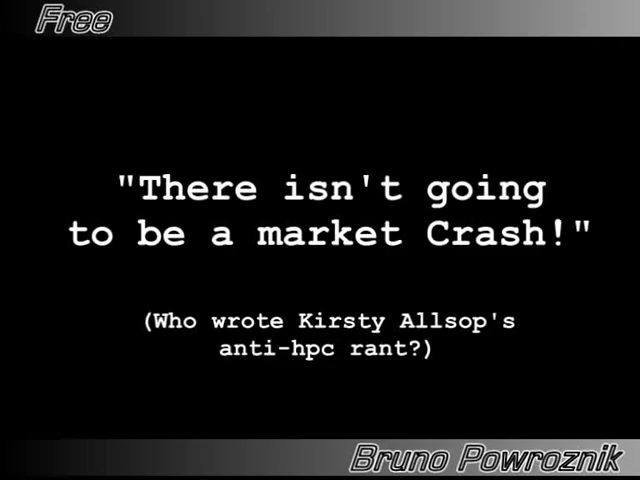 Free
"There isn't going
to be a market Crash!"
(Who wrote Kirsty Allsop's
anti-hpc rant?)
Bruno Powroznik